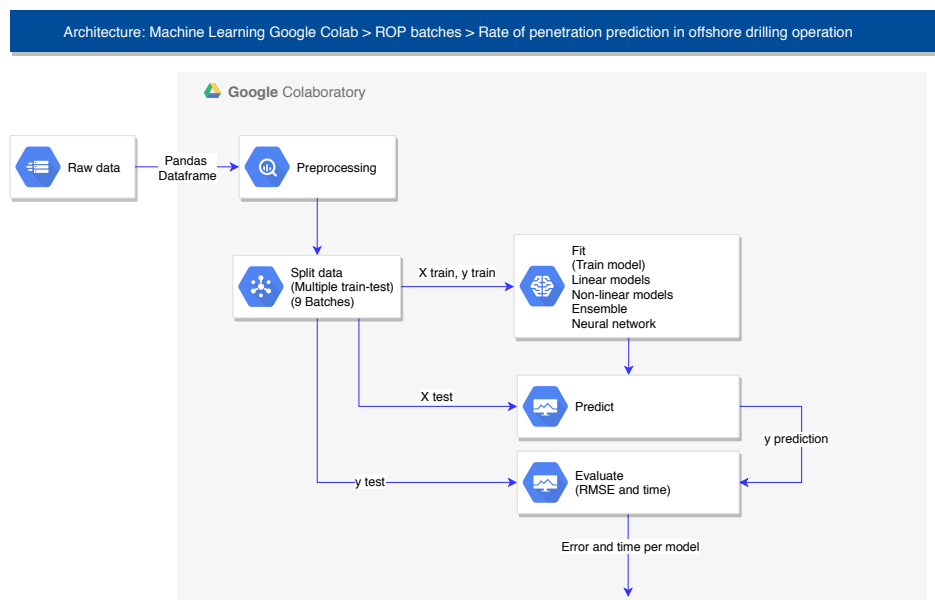 Architecture: Machine Learning Google Colab > ROP batches > Rate of penetration prediction in offshore drilling operation
Google Colaboratory
Raw data
Pandas
Dataframe
Preprocessing
Split data
(Multiple train-test)
(9 Batches)
X train, y train
Fit
(Train model)
Linear models
Non-linear models
Ensemble
Neural network
X test
Predict
y prediction
y test
Evaluate
(RMSE and time)
Error and time per model